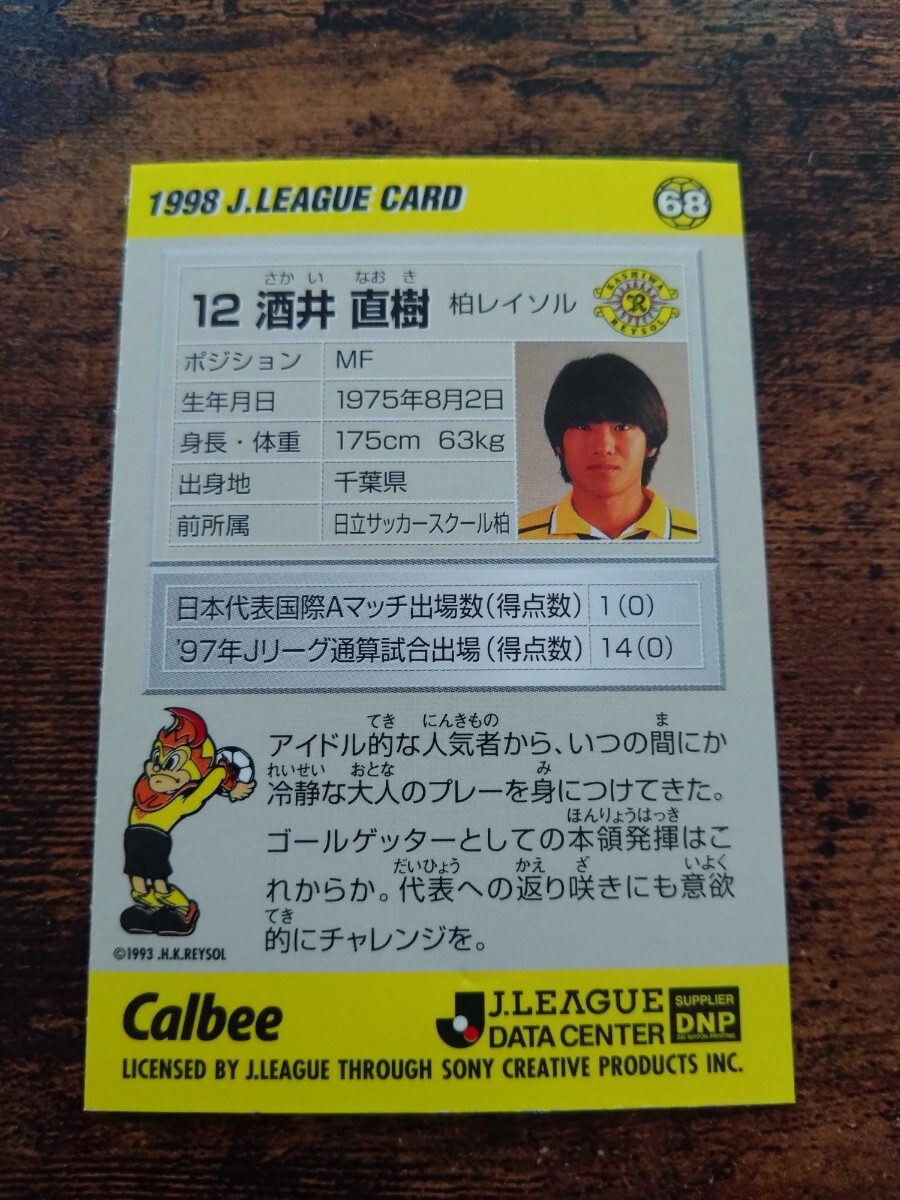 1998 J.LEAGUE CARD
68
さかい なおき
12 酒井 直樹 柏レイソル
KASHIWA
R
REYSOL
ポジション MF
生年月日 1975年8月2日
身長・体重 175cm 63kg
出身地 千葉県
前所属 日立サッカースクール柏
日本代表国際Aマッチ出場数(得点数) 1(0)
'97年Jリーグ通算試合出場(得点数) 14(0)
てき にんきもの ま
アイドル的な人気者から、いつの間にか
れいせい おとな み
冷静な大人のプレーを身につけてきた。
ほんりょうはっき
ゴールゲッターとしての本領発揮はこ
だいひょう かえ ざ いよく
れからか。代表への返り咲きにも意欲
てき
的にチャレンジを。
©1993 .H.K.REYSOL
Calbee
J.LEAGUE
DATA CENTER
SUPPLIER
DNP
DAI NIPPON PRINTING
LICENSED BY J.LEAGUE THROUGH SONY CREATIVE PRODUCTS INC.